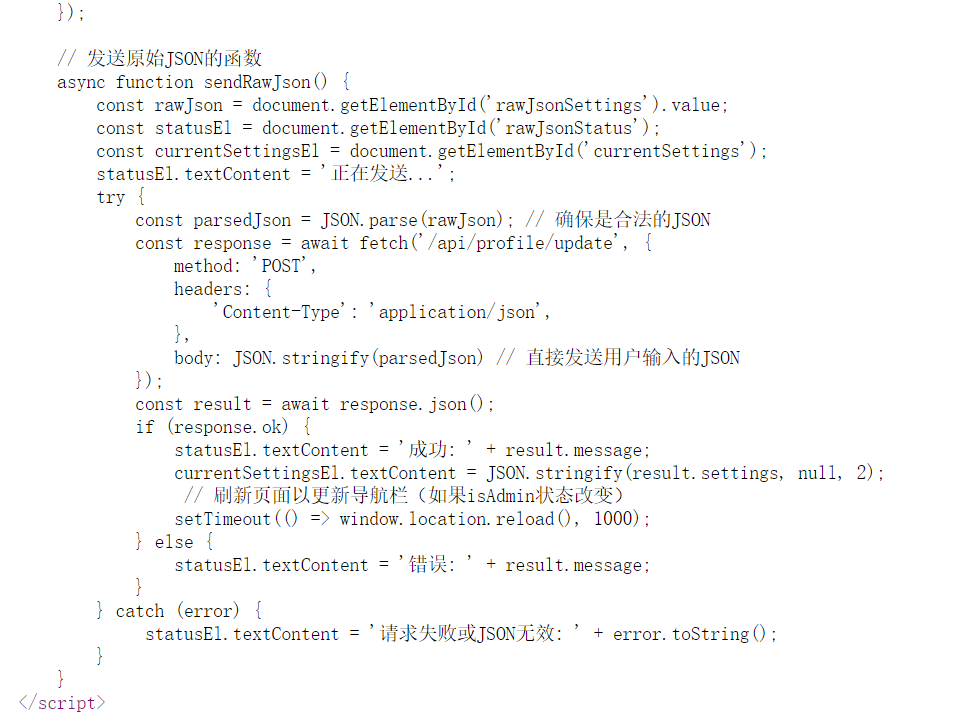 });
// 发送原始JSON的函数
async function sendRawJson() {
const rawJson = document.getElementById('rawJsonSettings').value;
const statusEl = document.getElementById('rawJsonStatus');
const currentSettingsEl = document.getElementById('currentSettings');
statusEl.textContent = '正在发送...';
try {
const parsedJson = JSON.parse(rawJson); // 确保是合法的JSON
const response = await fetch('/api/profile/update', {
method: 'POST',
headers: {
'Content-Type': 'application/json',
},
body: JSON.stringify(parsedJson) // 直接发送用户输入的JSON
});
const result = await response.json();
if (response.ok) {
statusEl.textContent = '成功: ' + result.message;
currentSettingsEl.textContent = JSON.stringify(result.settings, null, 2);
// 刷新页面以更新导航栏（如果isAdmin状态改变）
setTimeout(() => window.location.reload(), 1000);
} else {
statusEl.textContent = '错误: ' + result.message;
}
} catch (error) {
statusEl.textContent = '请求失败或JSON无效: ' + error.toString();
}
}
</script>